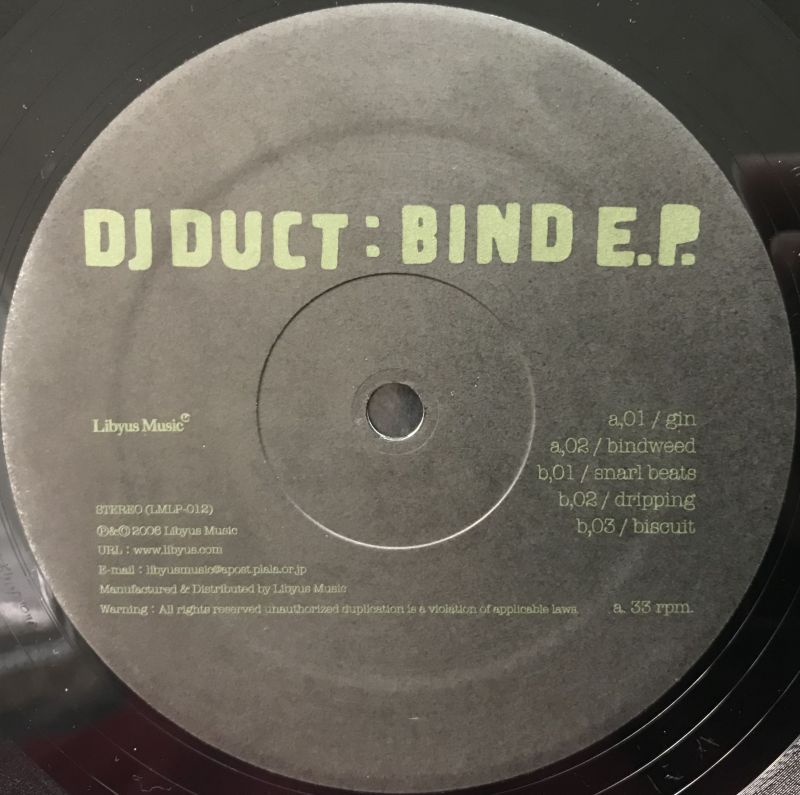 DJ DUCT : BIND E.P.
Libyus Music
a,01 / gin
a,02 / bindweed
b,01 / snarl beats
b,02 / dripping
b,03 / biscuit
STEREO (LMLP-012)
℗&© 2006 Libyus Music
URL : www.libyus.com
E-mail : libyusmusic@apost.plala.or.jp
Manufactured & Distributed by Libyus Music
Warning : All rights reserved unauthorized duplication is a violation of applicable laws.
a. 33 rpm.